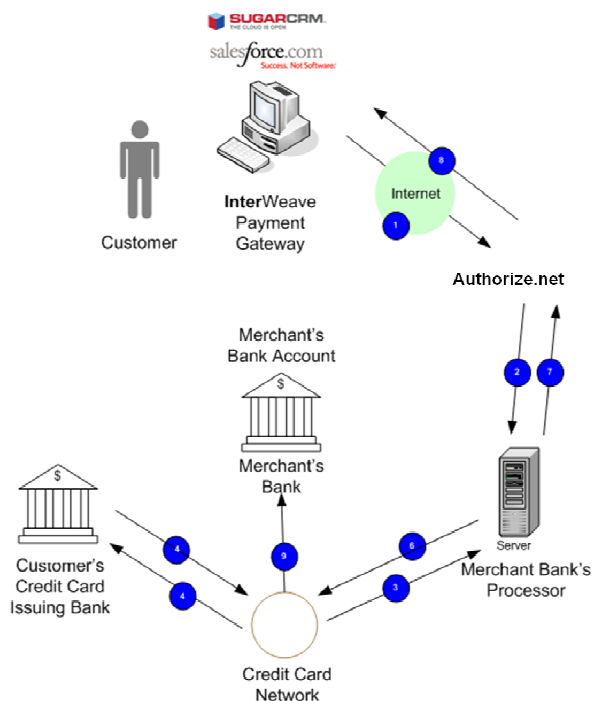 SUGARCRM.
THE CLOUD IS OPEN
salesforce.com
Success. Not Software.
InterWeave
Payment
Gateway
Customer
Internet
8
1
Authorize.net
2
7
Merchant's
Bank Account
$
Merchant's
Bank
$
Customer's
Credit Card
Issuing Bank
4
4
9
6
3
Server
Merchant Bank's
Processor
Credit Card
Network